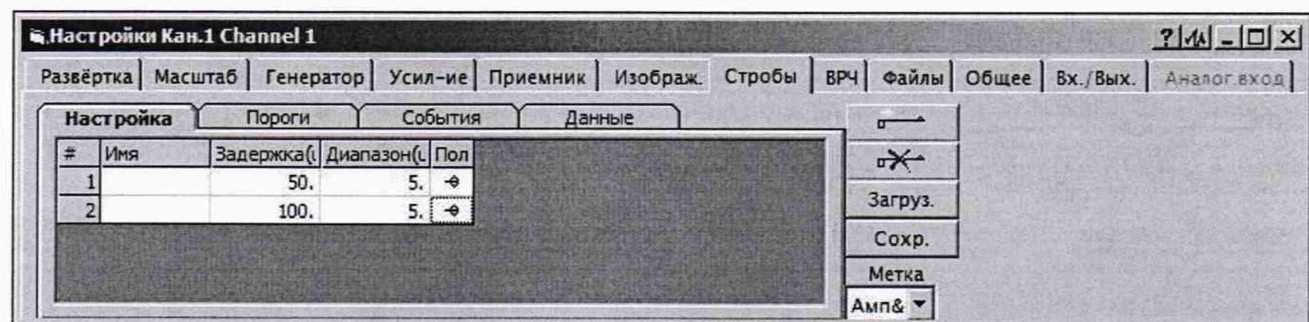 Настройки Кан.1 Channel 1
Развёртка Масштаб Генератор Усил-ие Приемник Изображ. Стробы ВРЧ Файлы Общее Вх./Вых. Аналог.вход
Настройка Пороги События Данные
# Имя Задержка( Диапазон( Пол
1 50. 5.
2 100. 5.
Загруз.
Сохр.
Метка
Амп&